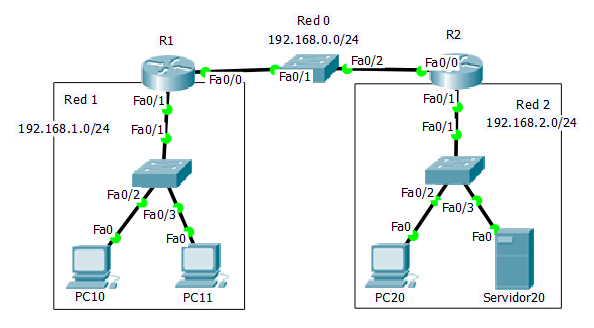 Red 0
192.168.0.0/24
R1
R2
Fa0/0
Fa0/1
Fa0/2
Fa0/0
Red 1
192.168.1.0/24
Fa0/1
Fa0/1
Fa0/2
Fa0/3
Fa0
Fa0
PC10
PC11
Fa0/1
Fa0/1
Red 2
192.168.2.0/24
Fa0/2
Fa0/3
Fa0
Fa0
PC20
Servidor20